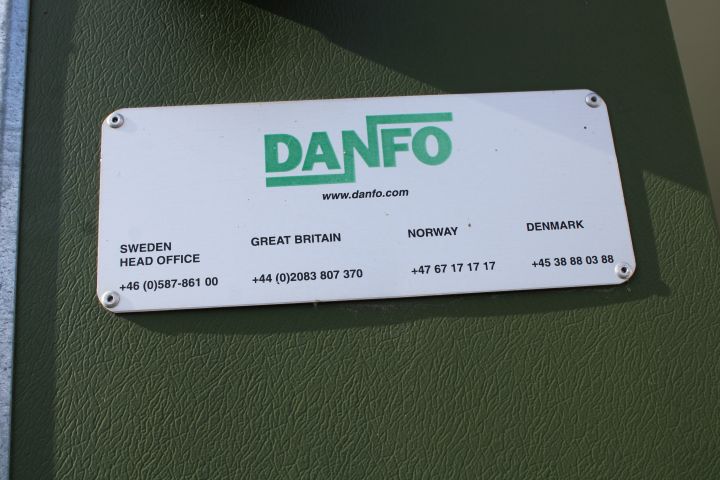 DANFO
www.danfo.com
SWEDEN
HEAD OFFICE
+46 (0)587-861 00
GREAT BRITAIN
+44 (0)2083 807 370
NORWAY
+47 67 17 17 17
DENMARK
+45 38 88 03 88